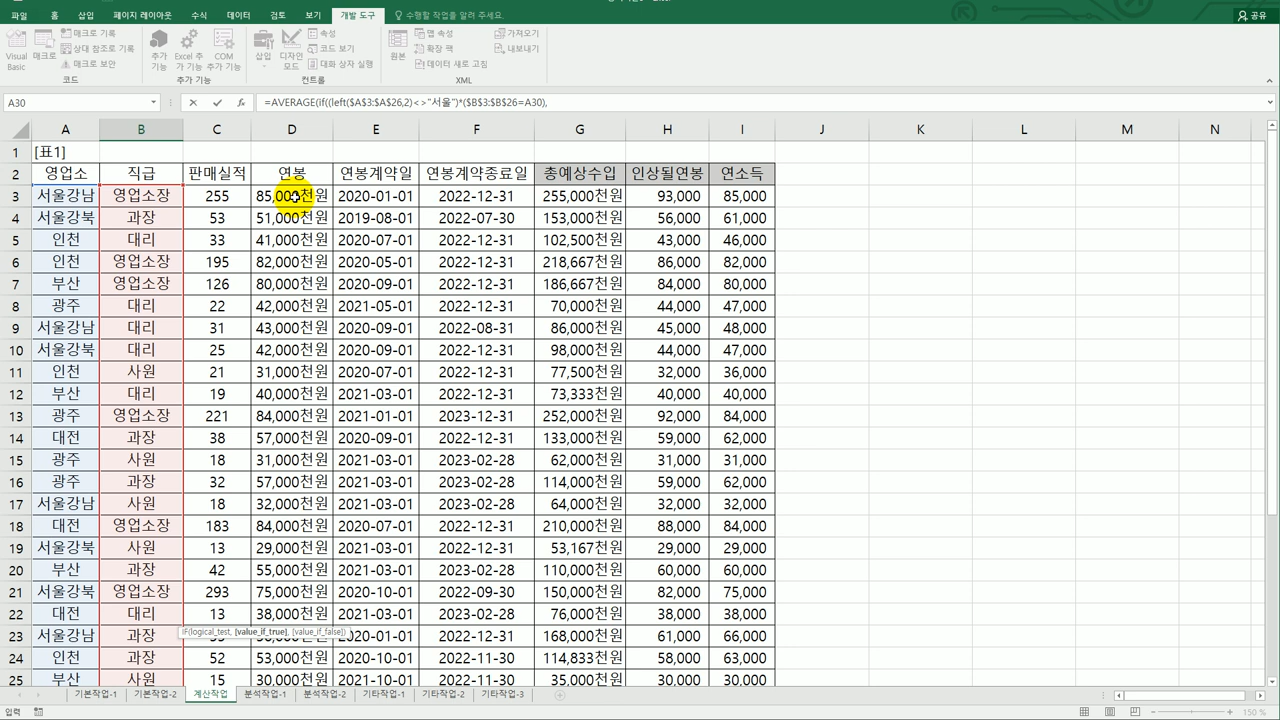 파일 홈 삽입 페이지 레이아웃 수식 데이터 검토 보기 개발 도구 수행할 작업을 알려 주세요. 공유
Visual Basic 매크로 매크로 기록 상대 참조로 기록 매크로 보안 추가 기능 Excel 추가 기능 COM 추가 기능 삽입 디자인 모드 속성 코드 보기 대화 상자 실행 원본 맵 속성 확장 팩 데이터 새로 고침 가져오기 내보내기
코드 추가 기능 컨트롤 XML
A30 fx =AVERAGE(if((left($A$3:$A$26,2)<>"서울")*($B$3:$B$26=A30),
A B C D E F G H I J K L M N
1 [표1]
2 영업소 직급 판매실적 연봉 연봉계약일 연봉계약종료일 총예상수입 인상될연봉 연소득
3 서울강남 영업소장 255 85,000천원 2020-01-01 2022-12-31 255,000천원 93,000 85,000
4 서울강북 과장 53 51,000천원 2019-08-01 2022-07-30 153,000천원 56,000 61,000
5 인천 대리 33 41,000천원 2020-07-01 2022-12-31 102,500천원 43,000 46,000
6 인천 영업소장 195 82,000천원 2020-05-01 2022-12-31 218,667천원 86,000 82,000
7 부산 영업소장 126 80,000천원 2020-09-01 2022-12-31 186,667천원 84,000 80,000
8 광주 대리 22 42,000천원 2021-05-01 2022-12-31 70,000천원 44,000 47,000
9 서울강남 대리 31 43,000천원 2020-09-01 2022-08-31 86,000천원 45,000 48,000
10 서울강북 대리 25 42,000천원 2020-09-01 2022-12-31 98,000천원 44,000 47,000
11 인천 사원 21 31,000천원 2020-07-01 2022-12-31 77,500천원 32,000 36,000
12 부산 대리 19 40,000천원 2021-03-01 2022-12-31 73,333천원 40,000 40,000
13 광주 영업소장 221 84,000천원 2021-01-01 2023-12-31 252,000천원 92,000 84,000
14 대전 과장 38 57,000천원 2020-09-01 2022-12-31 133,000천원 59,000 62,000
15 광주 사원 18 31,000천원 2021-03-01 2023-02-28 62,000천원 31,000 31,000
16 광주 과장 32 57,000천원 2021-03-01 2023-02-28 114,000천원 59,000 62,000
17 서울강남 사원 18 32,000천원 2021-03-01 2023-02-28 64,000천원 32,000 32,000
18 대전 영업소장 183 84,000천원 2020-07-01 2022-12-31 210,000천원 88,000 84,000
19 서울강북 사원 13 29,000천원 2021-03-01 2022-12-31 53,167천원 29,000 29,000
20 부산 과장 42 55,000천원 2021-03-01 2023-02-28 110,000천원 60,000 60,000
21 서울강북 영업소장 293 75,000천원 2020-10-01 2022-09-30 150,000천원 82,000 75,000
22 대전 대리 13 38,000천원 2021-03-01 2023-02-28 76,000천원 38,000 38,000
23 서울강남 과장 2020-01-01 2022-12-31 168,000천원 61,000 66,000
IF(logical_test, [value_if_true], [value_if_false])
24 인천 과장 52 53,000천원 2020-10-01 2022-11-30 114,833천원 58,000 63,000
25 부산 사원 15 30,000천원 2021-10-01 2022-11-30 35,000천원 30,000 30,000
기본작업-1 기본작업-2 계산작업 분석작업-1 분석작업-2 기타작업-1 기타작업-2 기타작업-3
입력 150 %